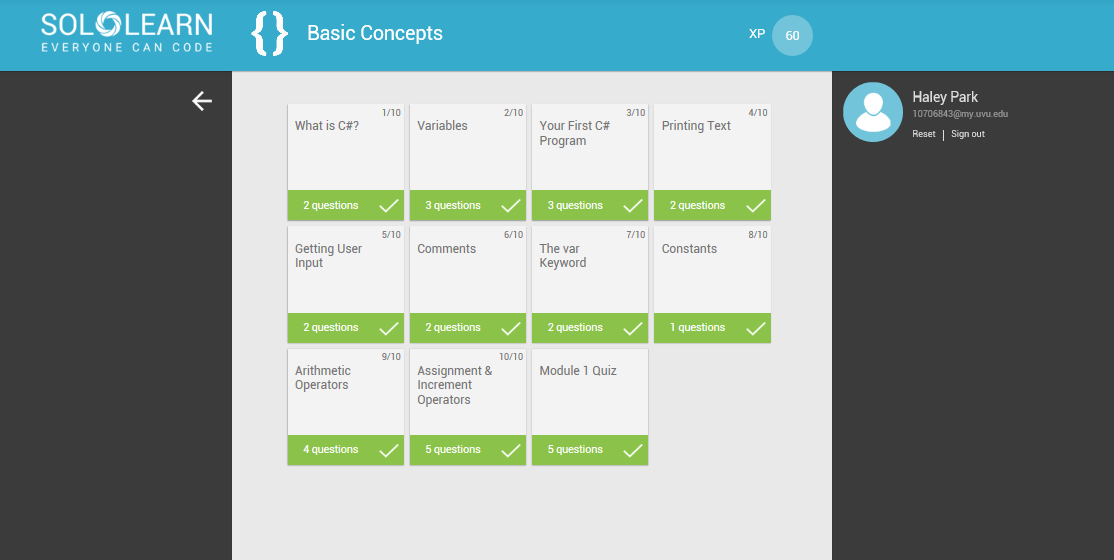 SOLOLEARN
EVERYONE CAN CODE
{ } Basic Concepts
XP 60
Haley Park
10706843@my.uvu.edu
Reset | Sign out
1/10
What is C#?
2 questions
2/10
Variables
3 questions
3/10
Your First C#
Program
3 questions
4/10
Printing Text
2 questions
5/10
Getting User
Input
2 questions
6/10
Comments
2 questions
7/10
The var
Keyword
2 questions
8/10
Constants
1 questions
9/10
Arithmetic
Operators
4 questions
10/10
Assignment &
Increment
Operators
5 questions
Module 1 Quiz
5 questions